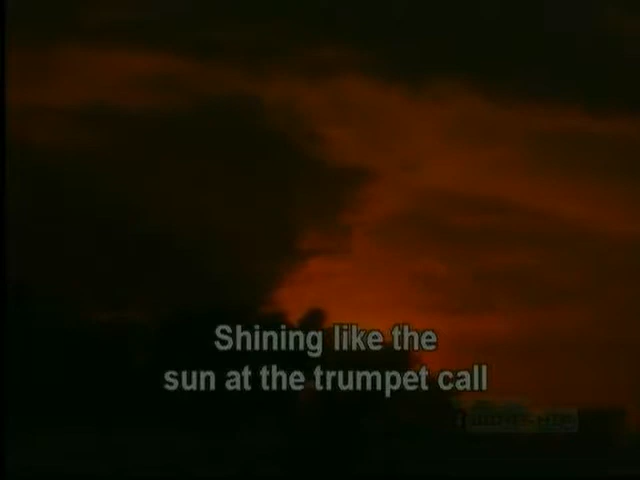 Shining like the
sun at the trumpet call